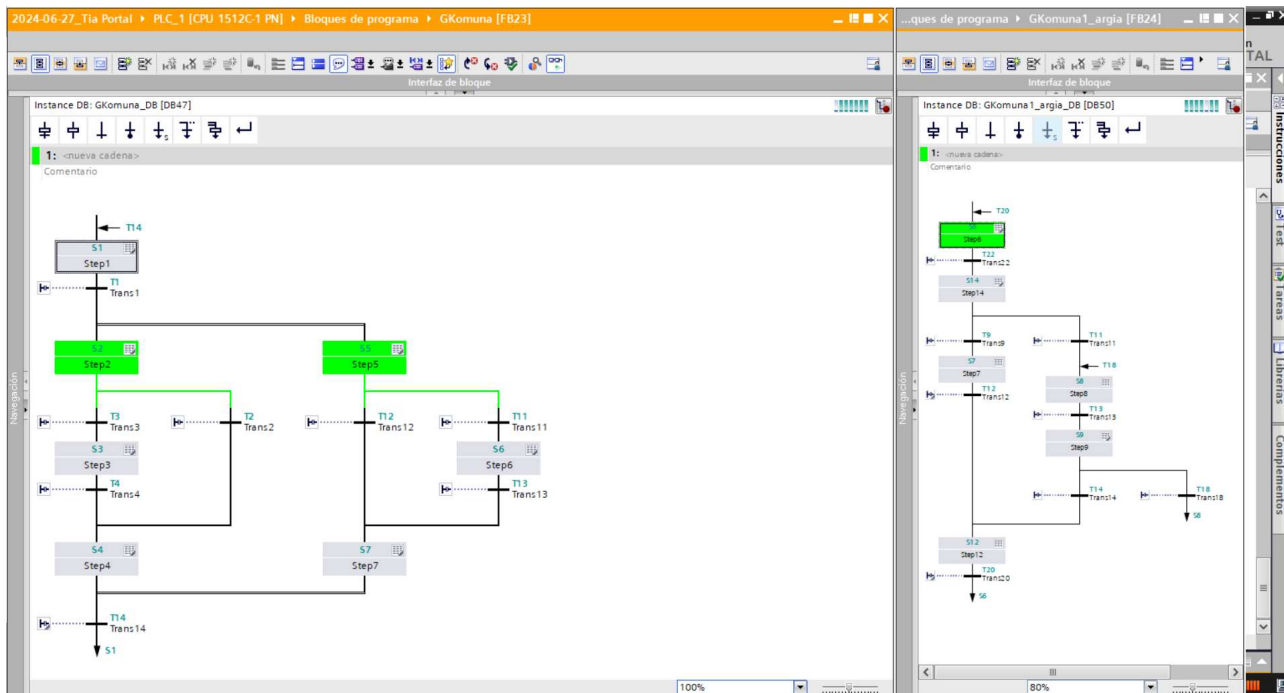 2024-06-27_Tia Portal ▸ PLC_1 [CPU 1512C-1 PN] ▸ Bloques de programa ▸ GKomuna [FB23]
Interfaz de bloque
Instance DB: GKomuna_DB [DB47]
1: <nueva cadena>
Comentario
T14
S1
Step1
T1
Trans1
S2
Step2
S5
Step5
T3
Trans3
T2
Trans2
T12
Trans12
T11
Trans11
S3
Step3
S6
Step6
T4
Trans4
T13
Trans13
S4
Step4
S7
Step7
T14
Trans14
S1
100%
Navegación
...ques de programa ▸ GKomuna1_argia [FB24]
Interfaz de bloque
Instance DB: GKomuna1_argia_DB [DB50]
1: <nueva cadena>
Comentario
T20
S6
Step6
T22
Trans22
S14
Step14
T9
Trans9
T11
Trans11
S7
Step7
T18
T12
Trans12
S8
Step8
T13
Trans13
S9
Step9
T14
Trans14
T18
Trans18
S8
S12
Step12
T20
Trans20
S6
80%
Navegación
n
TAL
Instrucciones
Test
Tareas
Librerías
Complementos